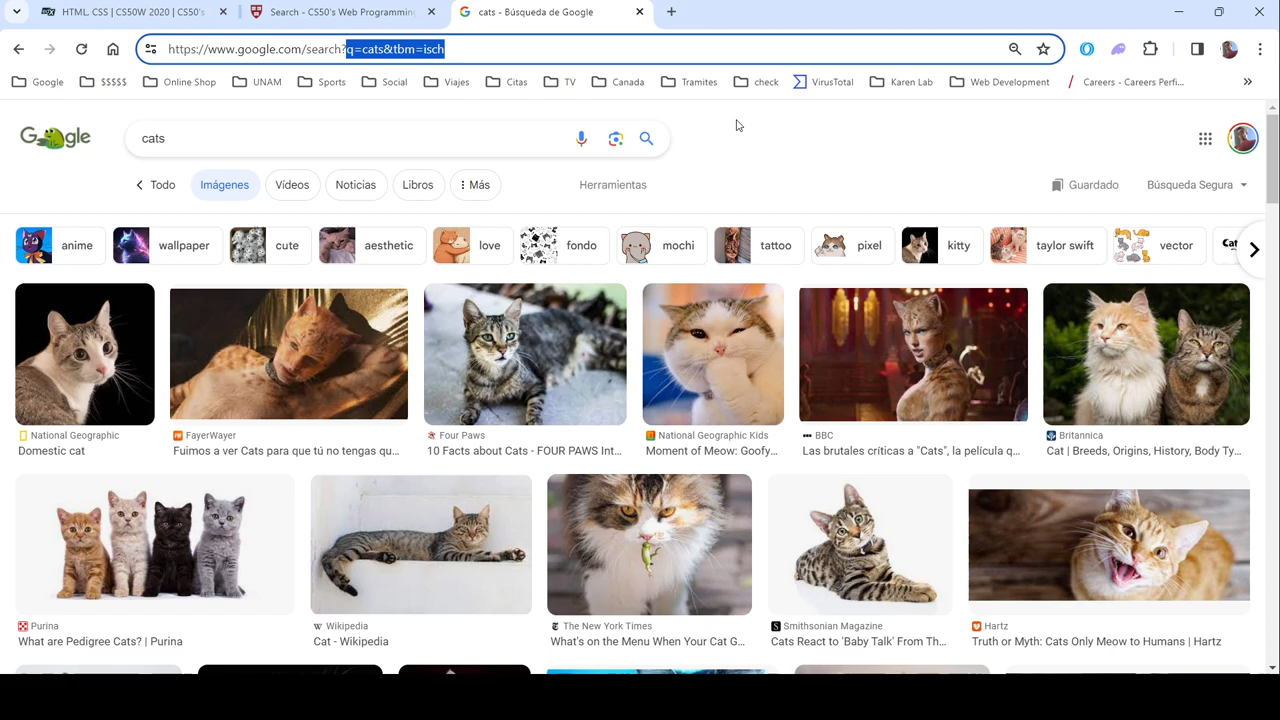 HTML. CSS | CS50W 2020 | CS50's
Search - CS50's Web Programming
cats - Búsqueda de Google
https://www.google.com/search?q=cats&tbm=isch
Google
$$$$$
Online Shop
UNAM
Sports
Social
Viajes
Citas
TV
Canada
Tramites
check
VirusTotal
Karen Lab
Web Development
Careers - Careers Perfi...
Google
cats
Todo
Imágenes
Vídeos
Noticias
Libros
Más
Herramientas
Guardado
Búsqueda Segura
anime
wallpaper
cute
aesthetic
love
fondo
mochi
tattoo
pixel
kitty
taylor swift
vector
National Geographic
Domestic cat
FayerWayer
Fuimos a ver Cats para que tú no tengas qu...
Four Paws
10 Facts about Cats - FOUR PAWS Int...
National Geographic Kids
Moment of Meow: Goofy...
BBC
Las brutales críticas a "Cats", la película q...
Britannica
Cat | Breeds, Origins, History, Body Ty...
Purina
What are Pedigree Cats? | Purina
Wikipedia
Cat - Wikipedia
The New York Times
What's on the Menu When Your Cat G...
Smithsonian Magazine
Cats React to 'Baby Talk' From Th...
Hartz
Truth or Myth: Cats Only Meow to Humans | Hartz